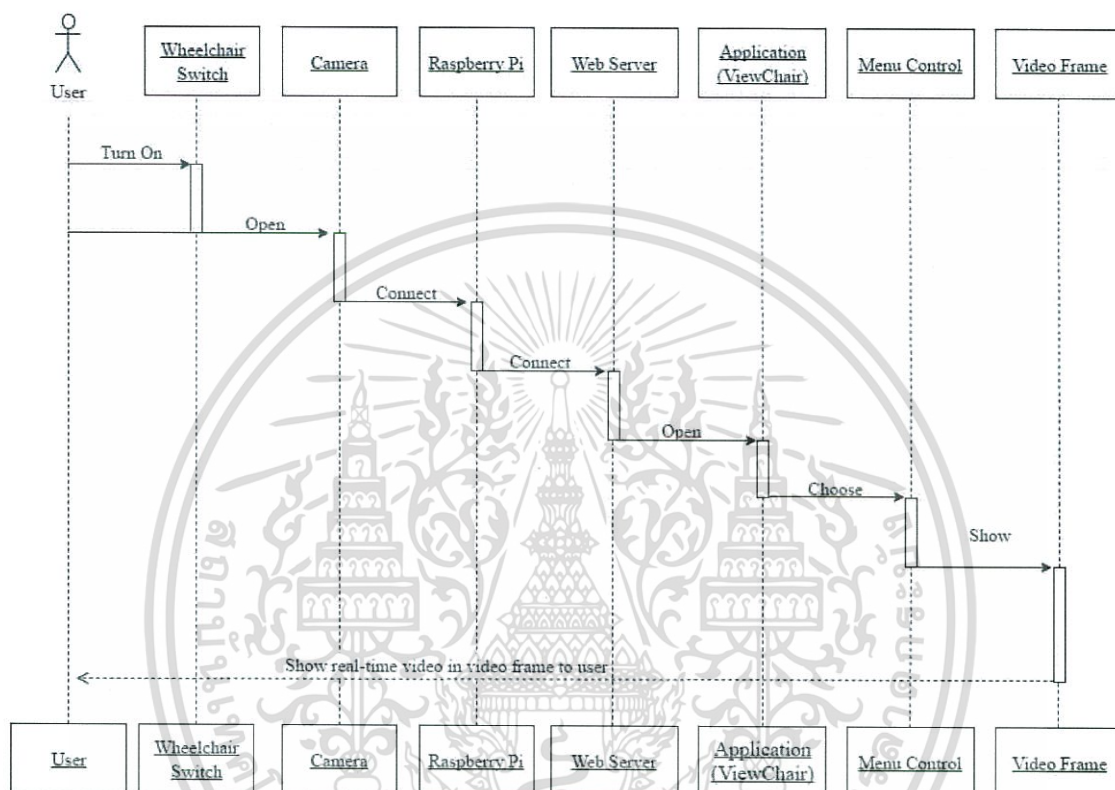 User
Wheelchair
Switch
Camera
Raspberry Pi
Web Server
Application
(ViewChair)
Menu Control
Video Frame
Turn On
Open
Connect
Connect
Open
Choose
Show
Show real-time video in video frame to user
User
Wheelchair
Switch
Camera
Raspberry Pi
Web Server
Application
(ViewChair)
Menu Control
Video Frame